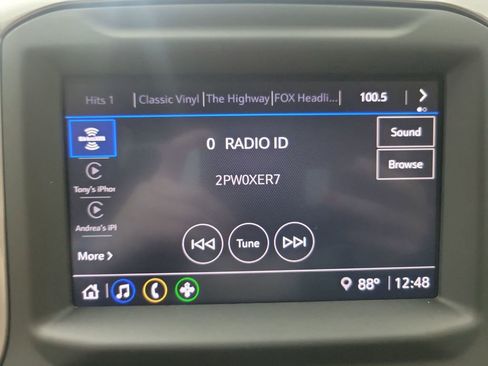 Hits 1 Classic Vinyl The Highway FOX Headli... 100.5
Sound
0 RADIO ID
Browse
2PW0XER7
Tony's iPhor
Andrea's iPl
Tune
More
88° 12:48